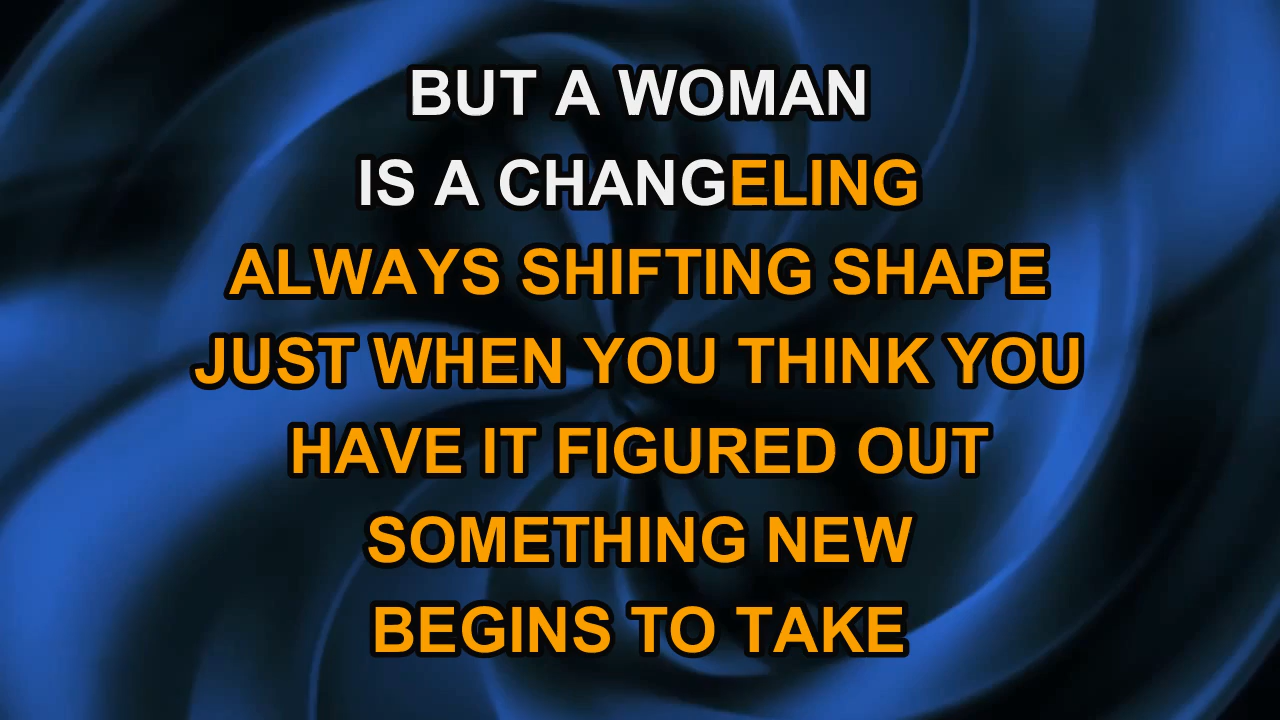 BUT A WOMAN
IS A CHANGELING
ALWAYS SHIFTING SHAPE
JUST WHEN YOU THINK YOU
HAVE IT FIGURED OUT
SOMETHING NEW
BEGINS TO TAKE